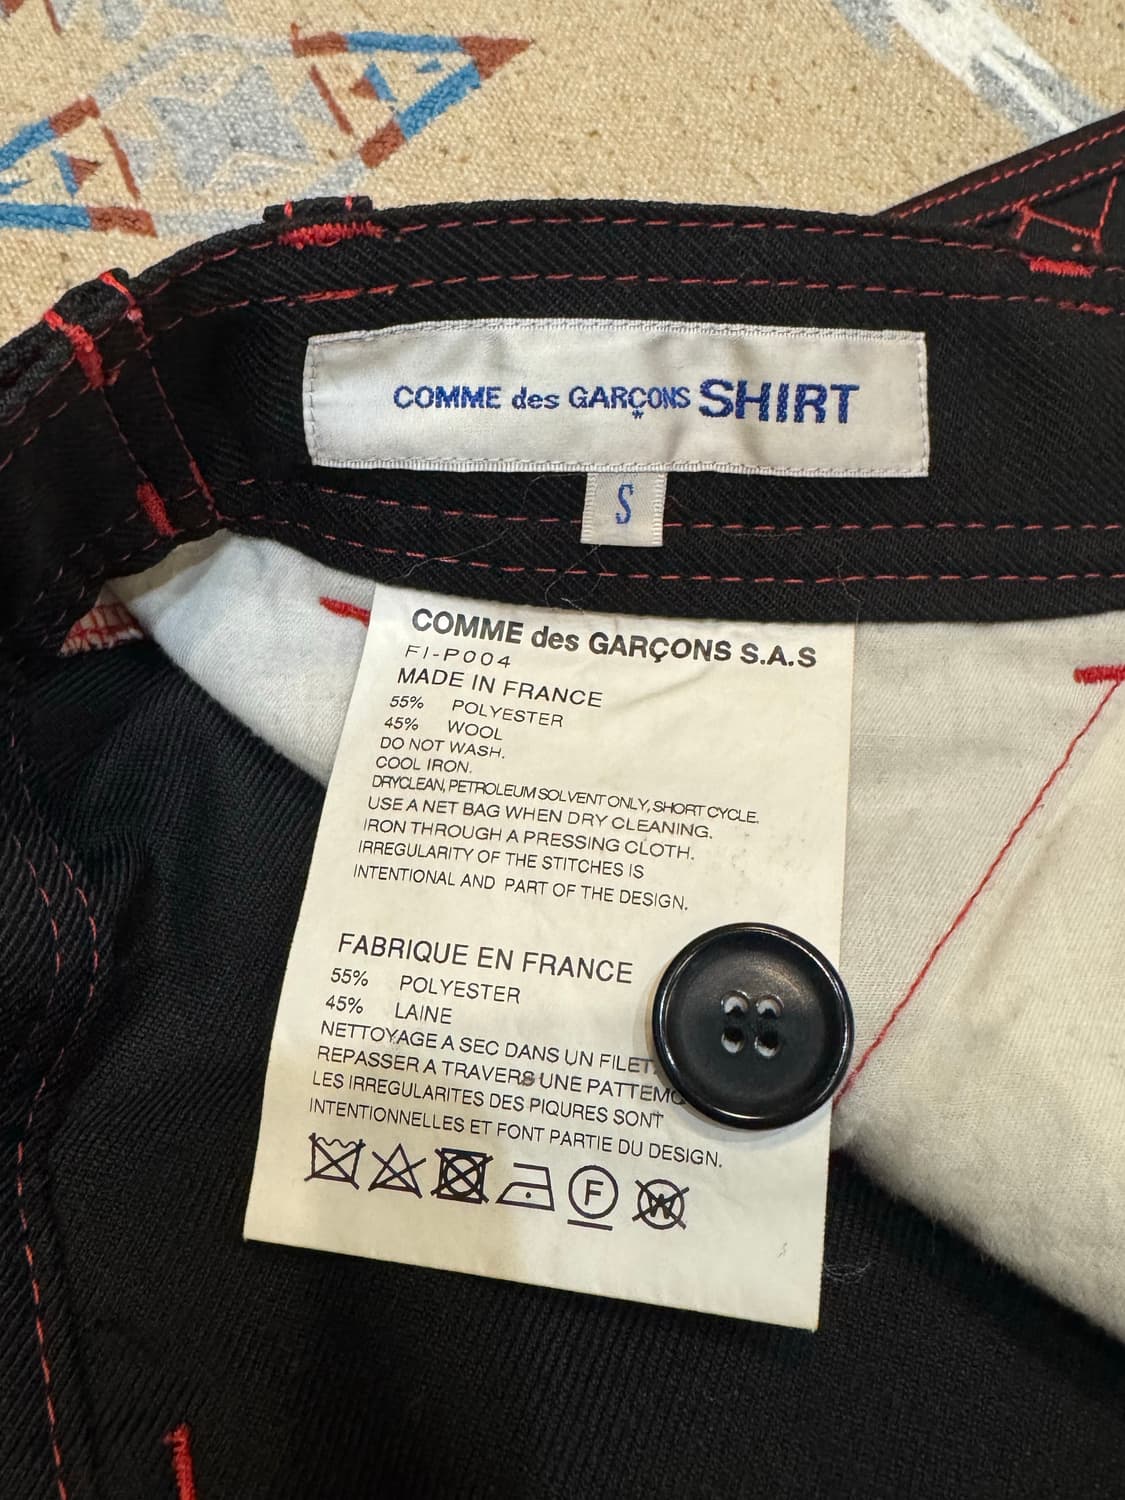 COMME des GARÇONS SHIRT
S
COMME des GARÇONS S.A.S
FI-P004
MADE IN FRANCE
55% POLYESTER
45% WOOL
DO NOT WASH.
COOL IRON.
DRYCLEAN, PETROLEUM SOLVENT ONLY, SHORT CYCLE.
USE A NET BAG WHEN DRY CLEANING.
IRON THROUGH A PRESSING CLOTH.
IRREGULARITY OF THE STITCHES IS
INTENTIONAL AND PART OF THE DESIGN.
FABRIQUE EN FRANCE
55% POLYESTER
45% LAINE
NETTOYAGE A SEC DANS UN FILET
REPASSER A TRAVERS UNE
LES IRREGULARITES DES PIQURES SONT
INTENTIONNELLES ET FONT PARTIE DU DESIGN.
F W